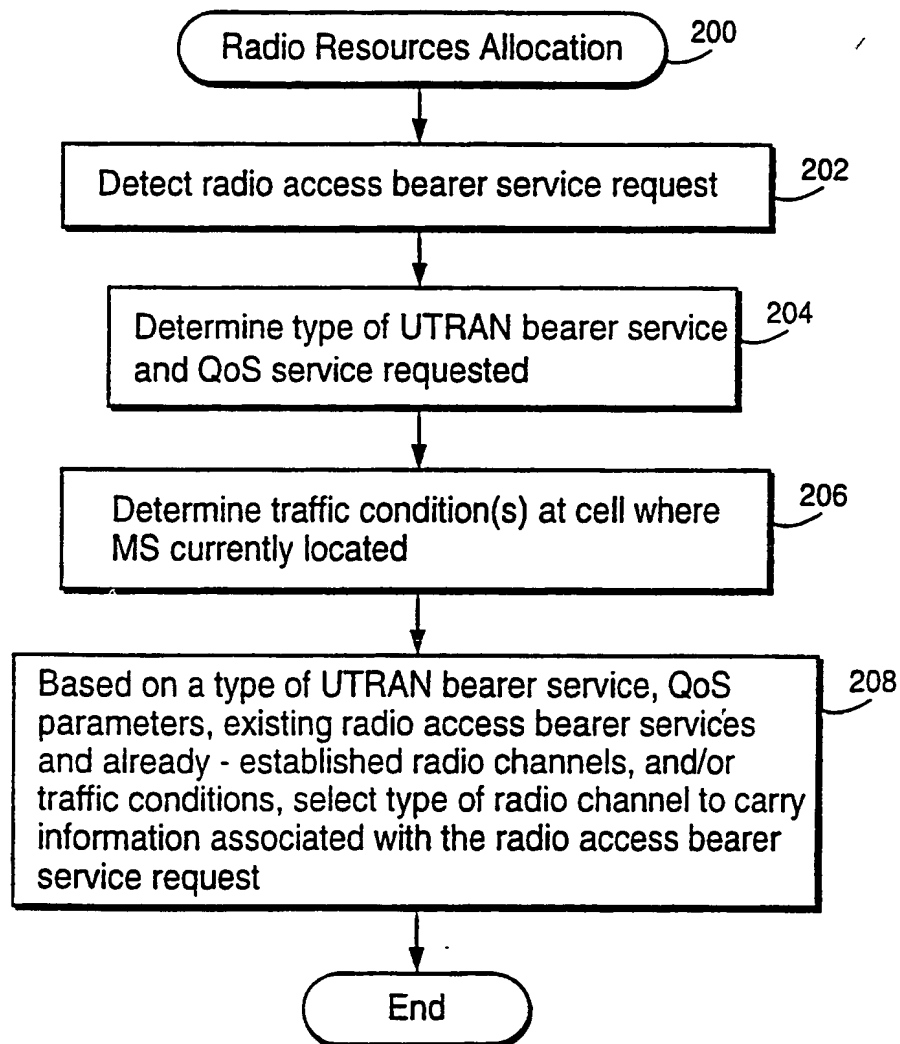 Radio Resources Allocation
200
Detect radio access bearer service request
202
Determine type of UTRAN bearer service
and QoS service requested
204
Determine traffic condition(s) at cell where
MS currently located
206
Based on a type of UTRAN bearer service, QoS
parameters, existing radio access bearer services
and already - established radio channels, and/or
traffic conditions, select type of radio channel to carry
information associated with the radio access bearer
service request
208
End